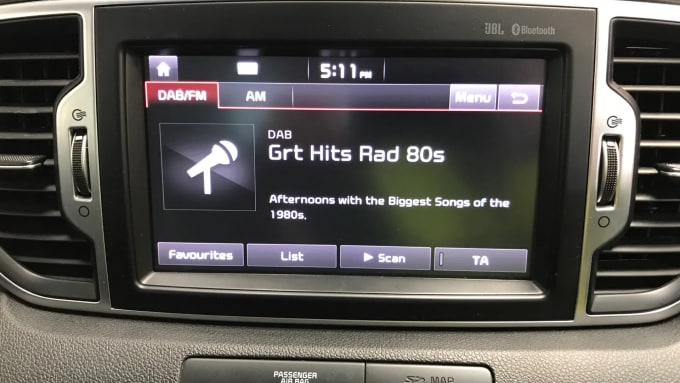 JBL Bluetooth
5:11 PM
DAB/FM AM Menu
DAB
Grt Hits Rad 80s
Afternoons with the Biggest Songs of the
1980s.
Favourites List Scan TA
PASSENGER
AIR BAG
SD MAP